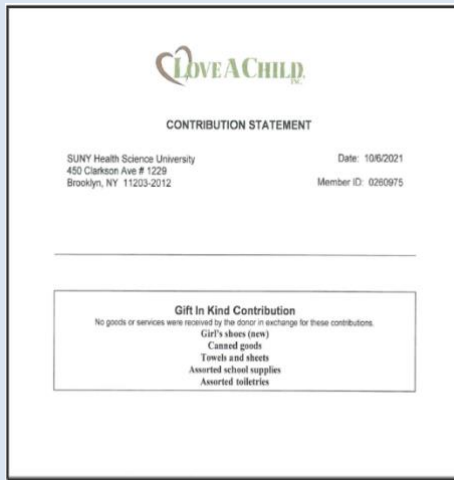 LOVE A CHILD INC
CONTRIBUTION STATEMENT
SUNY Health Science University
450 Clarkson Ave # 1229
Brooklyn, NY 11203-2012
Date: 10/6/2021
Member ID: 0260975
Gift In Kind Contribution
No goods or services were received by the donor in exchange for these contributions.
Girl's shoes (new)
Canned goods
Towels and sheets
Assorted school supplies
Assorted toiletries